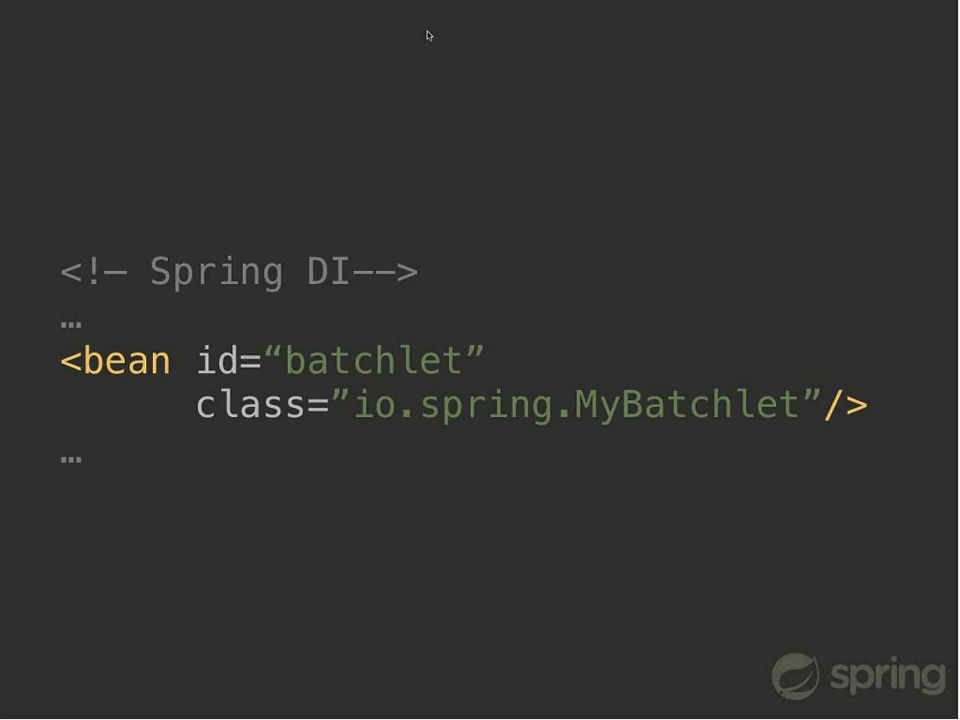 <!— Spring DI-->
…
<bean id=“batchlet”
class=”io.spring.MyBatchlet”/>
…
spring